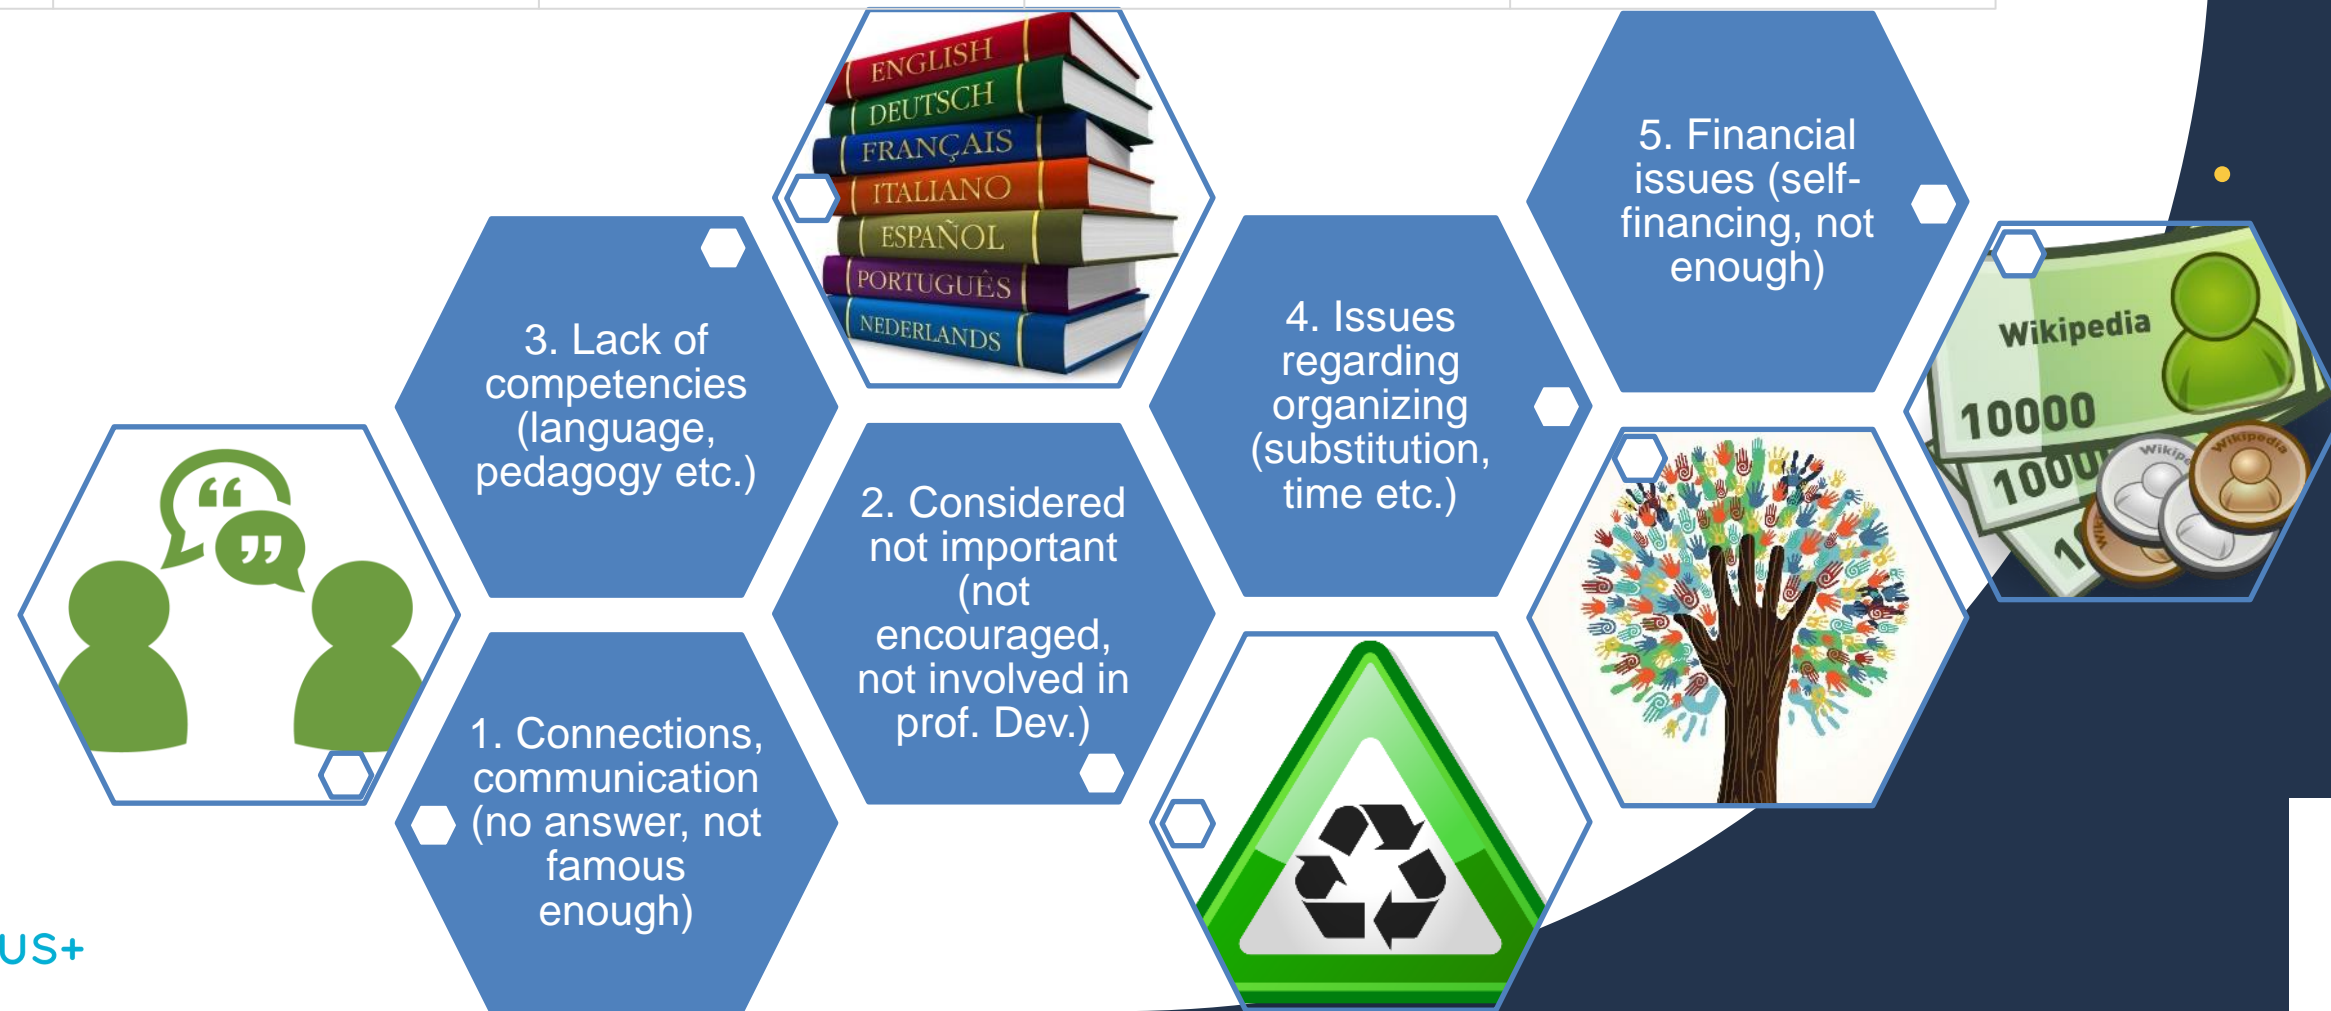 ENGLISH
DEUTSCH
FRANÇAIS
ITALIANO
ESPAÑOL
PORTUGUÊS
NEDERLANDS
5. Financial
issues (self-
financing, not
enough)
3. Lack of
competencies
(language,
pedagogy etc.)
4. Issues
regarding
organizing
(substitution,
time etc.)
Wikipedia
10000
2. Considered
not important
(not
encouraged,
not involved in
prof. Dev.)
1. Connections,
communication
(no answer, not
famous
enough)
Wikipedia
US+